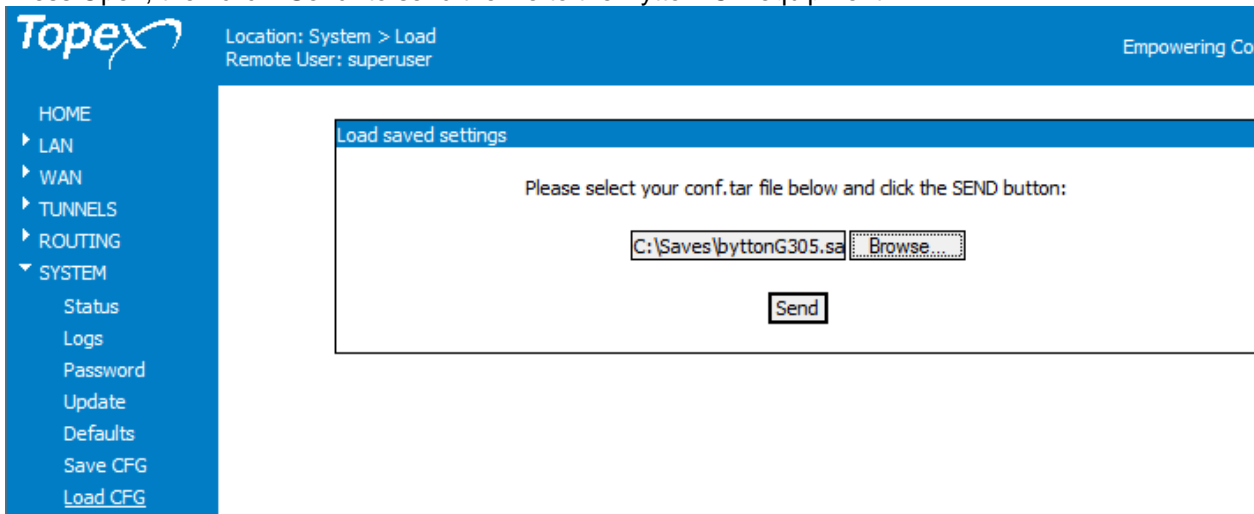 Topex
Location: System > Load
Remote User: superuser
Empowering Co
HOME
LAN
WAN
TUNNELS
ROUTING
SYSTEM
Status
Logs
Password
Update
Defaults
Save CFG
Load CFG
Load saved settings
Please select your conf.tar file below and click the SEND button:
C:\Saves\byttonG305.sa Browse...
Send